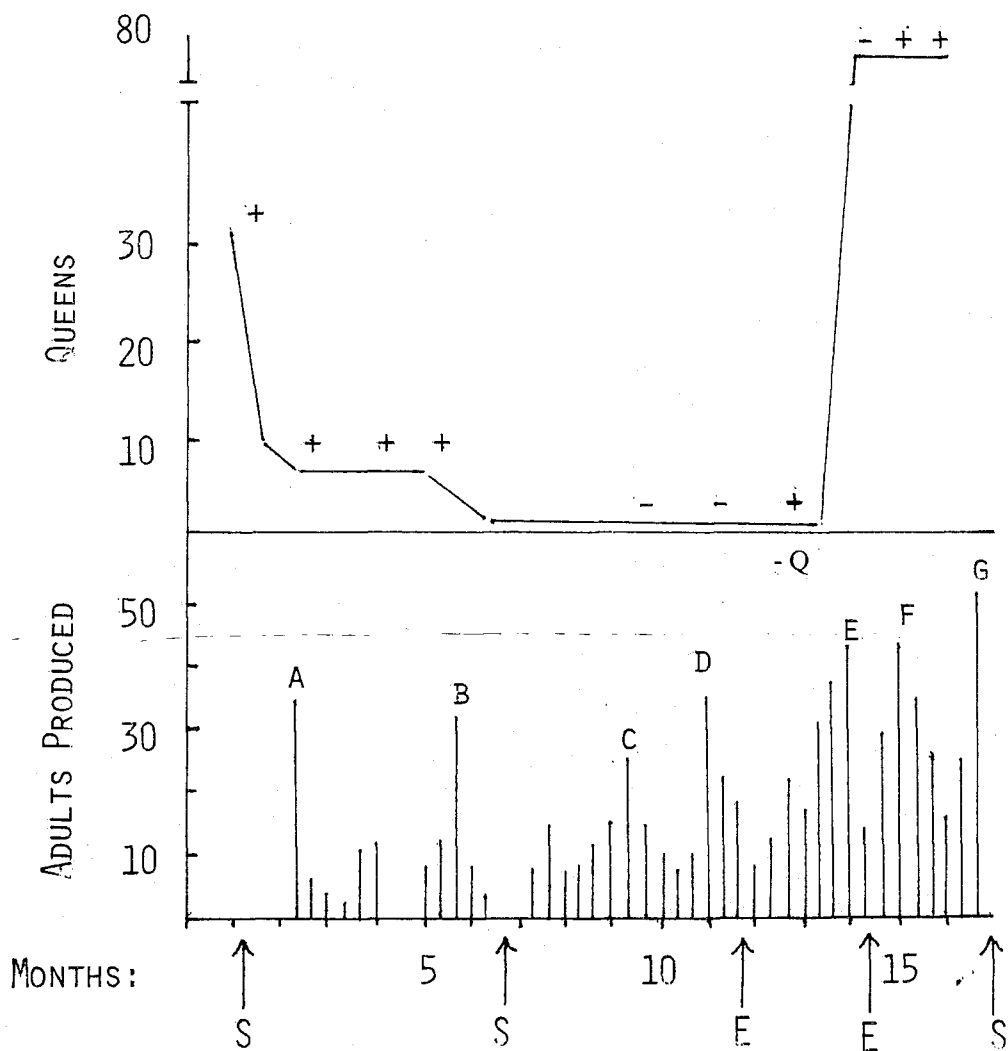 80
- + +
+
30
QUEENS
20
10
+ + +
- - +
-Q
G
50
F
E
D
A
B
C
30
ADULTS PRODUCED
10
MONTHS: 5 10 15
S S E E S